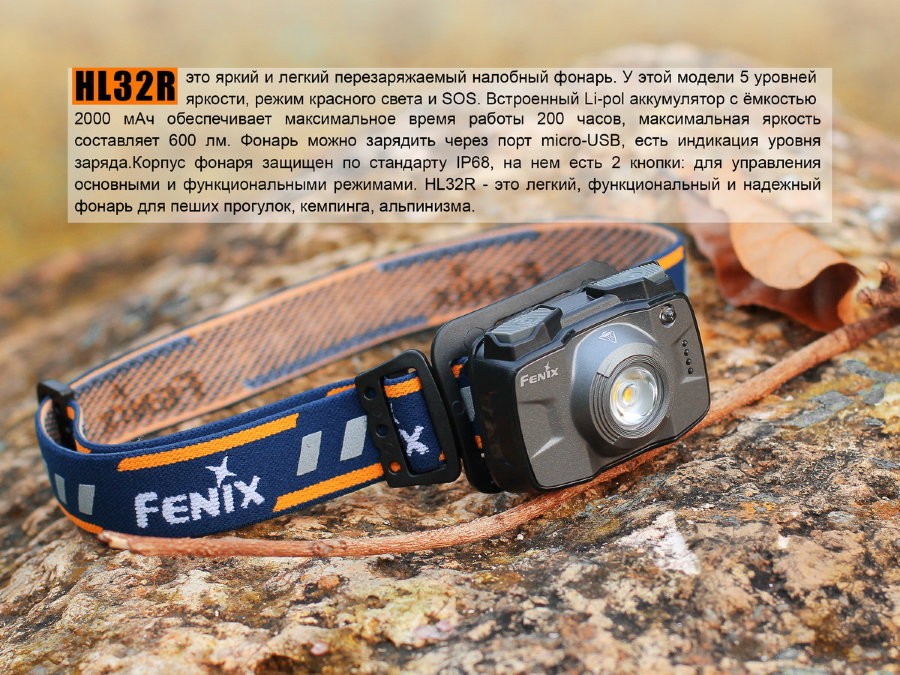 HL32R это яркий и легкий перезаряжаемый налобный фонарь. У этой модели 5 уровней
яркости, режим красного света и SOS. Встроенный Li-pol аккумулятор с ёмкостью
2000 мАч обеспечивает максимальное время работы 200 часов, максимальная яркость
составляет 600 лм. Фонарь можно зарядить через порт micro-USB, есть индикация уровня
заряда.Корпус фонаря защищен по стандарту IP68, на нем есть 2 кнопки: для управления
основными и функциональными режимами. HL32R - это легкий, функциональный и надежный
фонарь для пеших прогулок, кемпинга, альпинизма.
FENIX
FENIX
X